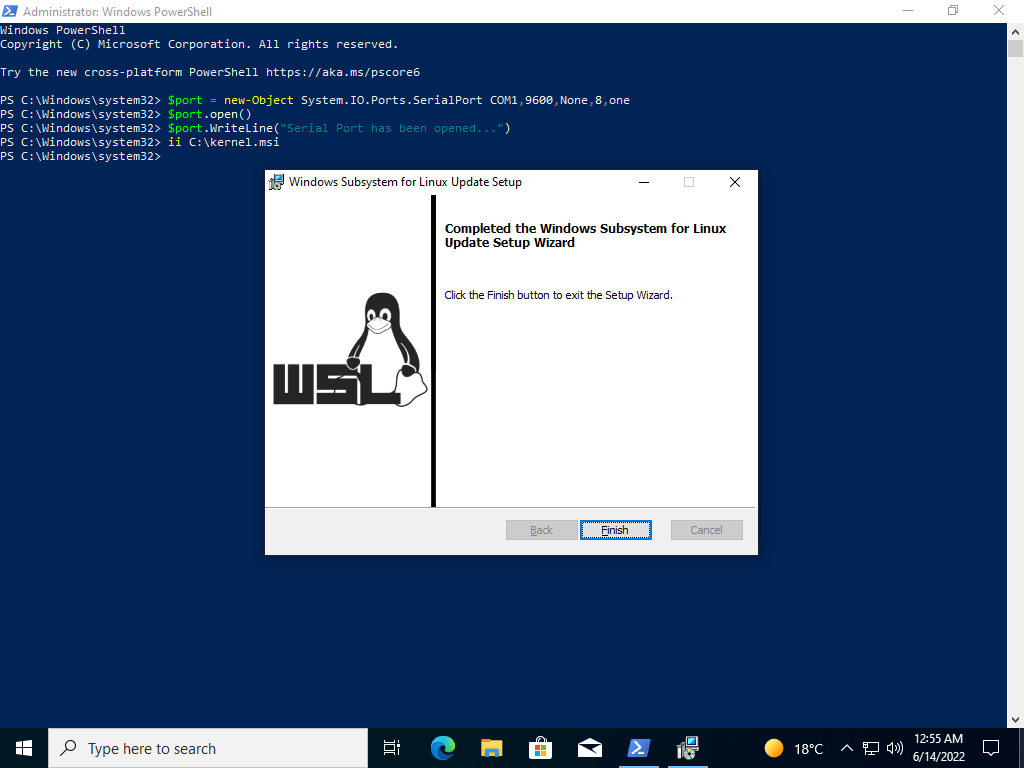 Administrator: Windows PowerShell
Windows PowerShell
Copyright (C) Microsoft Corporation. All rights reserved.
Try the new cross-platform PowerShell https://aka.ms/pscore6
PS C:\Windows\system32> $port = new-Object System.IO.Ports.SerialPort COM1,9600,None,8,one
PS C:\Windows\system32> $port.open()
PS C:\Windows\system32> $port.WriteLine("Serial Port has been opened...")
PS C:\Windows\system32> ii C:\kernel.msi
PS C:\Windows\system32>
Windows Subsystem for Linux Update Setup
Completed the Windows Subsystem for Linux
Update Setup Wizard
Click the Finish button to exit the Setup Wizard.
WSL
Back Finish Cancel
Type here to search
18°C
12:55 AM
6/14/2022